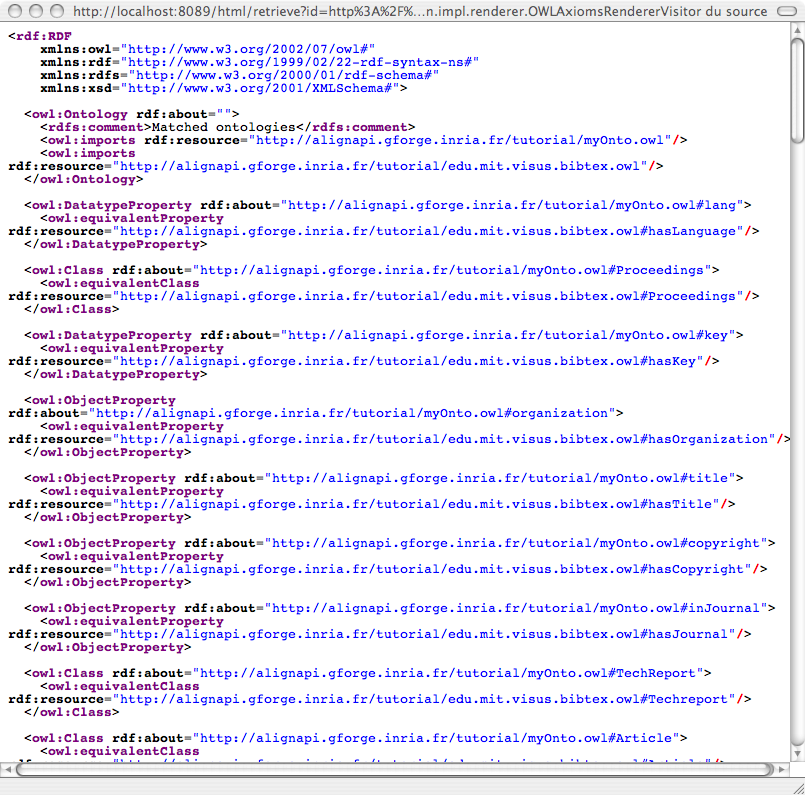 http://localhost:8089/html/retrieve?id=http%3A%2F%...n.impl.renderer.OWLAxiomsRendererVisitor du source
<rdf:RDF
xmlns:owl="http://www.w3.org/2002/07/owl#"
xmlns:rdf="http://www.w3.org/1999/02/22-rdf-syntax-ns#"
xmlns:rdfs="http://www.w3.org/2000/01/rdf-schema#"
xmlns:xsd="http://www.w3.org/2001/XMLSchema#">
<owl:Ontology rdf:about="">
<rdfs:comment>Matched ontologies</rdfs:comment>
<owl:imports rdf:resource="http://alignapi.gforge.inria.fr/tutorial/myOnto.owl"/>
<owl:imports
rdf:resource="http://alignapi.gforge.inria.fr/tutorial/edu.mit.visus.bibtex.owl"/>
</owl:Ontology>
<owl:DatatypeProperty rdf:about="http://alignapi.gforge.inria.fr/tutorial/myOnto.owl#lang">
<owl:equivalentProperty
rdf:resource="http://alignapi.gforge.inria.fr/tutorial/edu.mit.visus.bibtex.owl#hasLanguage"/>
</owl:DatatypeProperty>
<owl:Class rdf:about="http://alignapi.gforge.inria.fr/tutorial/myOnto.owl#Proceedings">
<owl:equivalentClass
rdf:resource="http://alignapi.gforge.inria.fr/tutorial/edu.mit.visus.bibtex.owl#Proceedings"/>
</owl:Class>
<owl:DatatypeProperty rdf:about="http://alignapi.gforge.inria.fr/tutorial/myOnto.owl#key">
<owl:equivalentProperty
rdf:resource="http://alignapi.gforge.inria.fr/tutorial/edu.mit.visus.bibtex.owl#hasKey"/>
</owl:DatatypeProperty>
<owl:ObjectProperty
rdf:about="http://alignapi.gforge.inria.fr/tutorial/myOnto.owl#organization">
<owl:equivalentProperty
rdf:resource="http://alignapi.gforge.inria.fr/tutorial/edu.mit.visus.bibtex.owl#hasOrganization"/>
</owl:ObjectProperty>
<owl:ObjectProperty rdf:about="http://alignapi.gforge.inria.fr/tutorial/myOnto.owl#title">
<owl:equivalentProperty
rdf:resource="http://alignapi.gforge.inria.fr/tutorial/edu.mit.visus.bibtex.owl#hasTitle"/>
</owl:ObjectProperty>
<owl:ObjectProperty rdf:about="http://alignapi.gforge.inria.fr/tutorial/myOnto.owl#copyright">
<owl:equivalentProperty
rdf:resource="http://alignapi.gforge.inria.fr/tutorial/edu.mit.visus.bibtex.owl#hasCopyright"/>
</owl:ObjectProperty>
<owl:ObjectProperty rdf:about="http://alignapi.gforge.inria.fr/tutorial/myOnto.owl#inJournal">
<owl:equivalentProperty
rdf:resource="http://alignapi.gforge.inria.fr/tutorial/edu.mit.visus.bibtex.owl#hasJournal"/>
</owl:ObjectProperty>
<owl:Class rdf:about="http://alignapi.gforge.inria.fr/tutorial/myOnto.owl#TechReport">
<owl:equivalentClass
rdf:resource="http://alignapi.gforge.inria.fr/tutorial/edu.mit.visus.bibtex.owl#Techreport"/>
</owl:Class>
<owl:Class rdf:about="http://alignapi.gforge.inria.fr/tutorial/myOnto.owl#Article">
<owl:equivalentClass